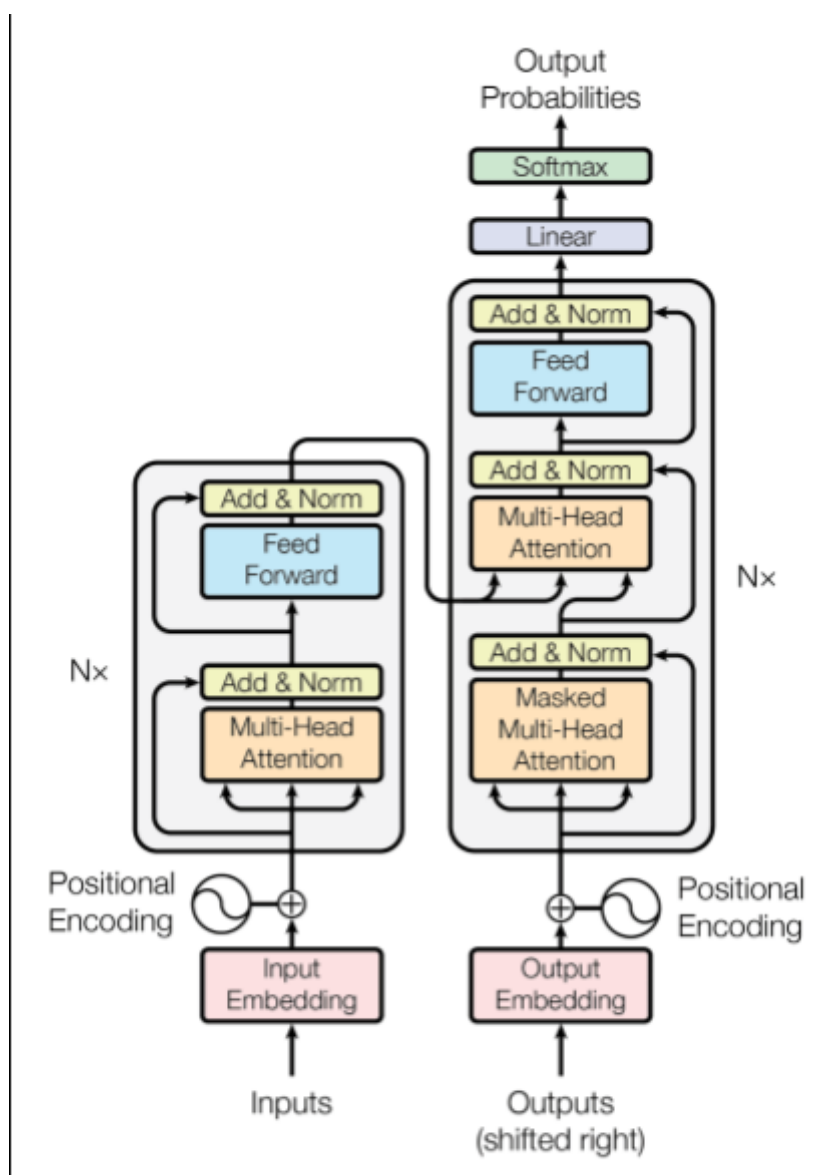 Output
Probabilities
Softmax
Linear
Add & Norm
Feed
Forward
Add & Norm
Multi-Head
Attention
Nx
Add & Norm
Masked
Multi-Head
Attention
Add & Norm
Feed
Forward
Nx
Add & Norm
Multi-Head
Attention
Positional
Encoding
Positional
Encoding
Input
Embedding
Output
Embedding
Inputs
Outputs
(shifted right)